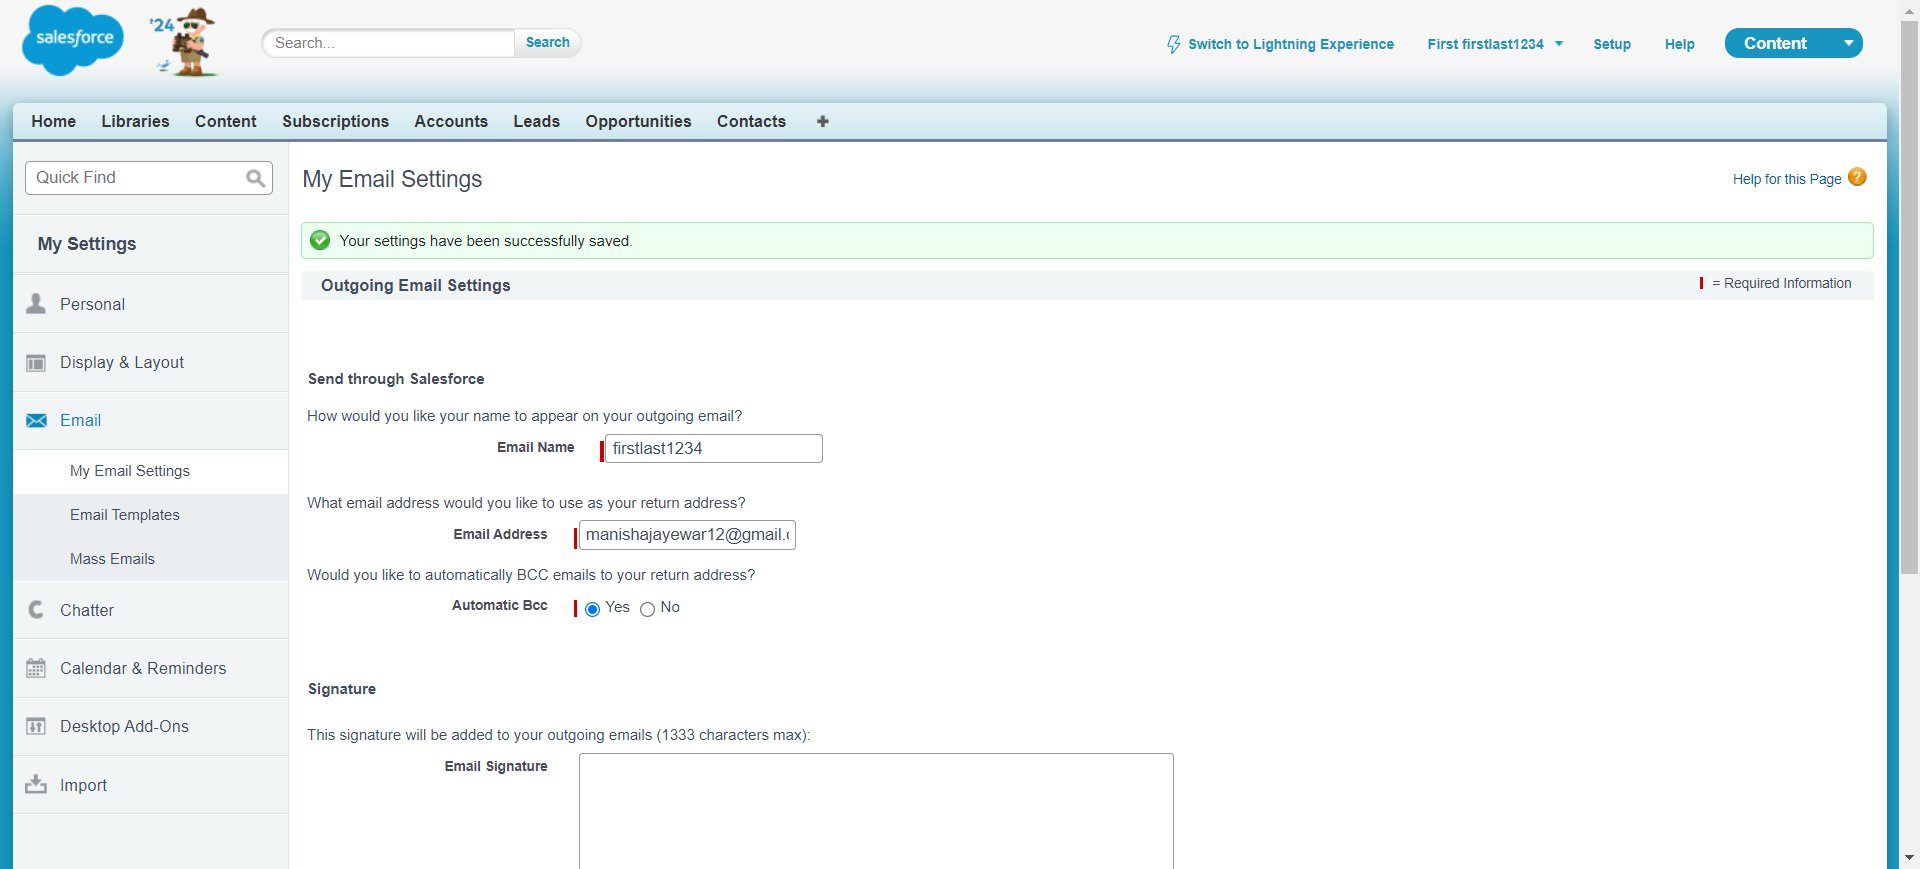 salesforce
'24
Search...
Search
Switch to Lightning Experience
First firstlast1234
Setup
Help
Content
Home
Libraries
Content
Subscriptions
Accounts
Leads
Opportunities
Contacts
+
Quick Find
My Settings
Personal
Display & Layout
Email
My Email Settings
Email Templates
Mass Emails
Chatter
Calendar & Reminders
Desktop Add-Ons
Import
My Email Settings
Help for this Page ?
Your settings have been successfully saved.
Outgoing Email Settings
= Required Information
Send through Salesforce
How would you like your name to appear on your outgoing email?
Email Name
firstlast1234
What email address would you like to use as your return address?
Email Address
manishajayewar12@gmail.
Would you like to automatically BCC emails to your return address?
Automatic Bcc
Yes
No
Signature
This signature will be added to your outgoing emails (1333 characters max):
Email Signature